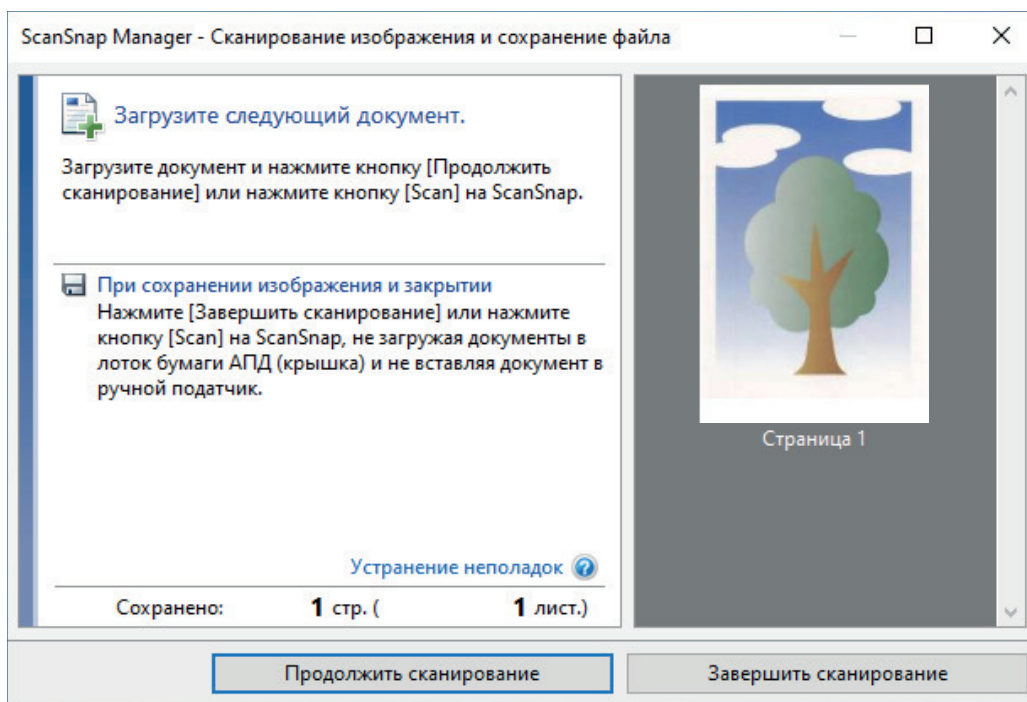 ScanSnap Manager - Сканирование изображения и сохранение файла
Загрузите следующий документ.
Загрузите документ и нажмите кнопку [Продолжить
сканирование] или нажмите кнопку [Scan] на ScanSnap.
При сохранении изображения и закрытии
Нажмите [Завершить сканирование] или нажмите
кнопку [Scan] на ScanSnap, не загружая документы в
лоток бумаги АПД (крышка) и не вставляя документ в
ручной податчик.
Устранение неполадок
Сохранено: 1 стр. ( 1 лист.)
Страница 1
Продолжить сканирование
Завершить сканирование